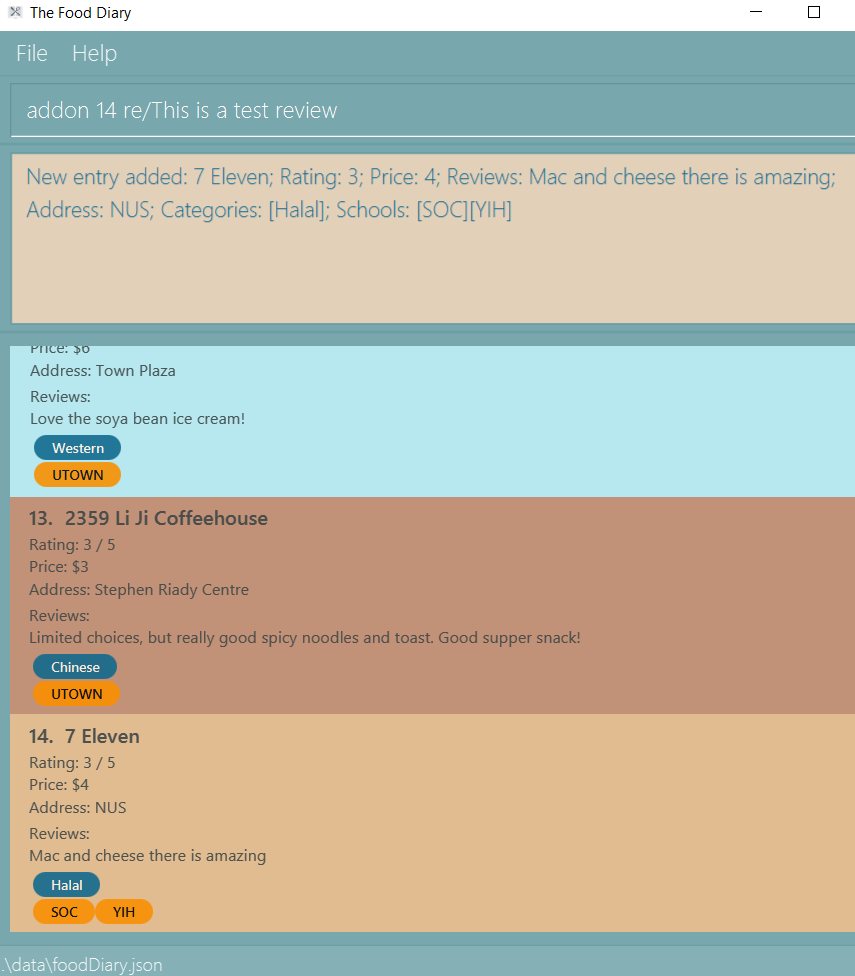 The Food Diary
File Help
addon 14 re/This is a test review
New entry added: 7 Eleven; Rating: 3; Price: 4; Reviews: Mac and cheese there is amazing;
Address: NUS; Categories: [Halal]; Schools: [SOC][YIH]
Price: $6
Address: Town Plaza
Reviews:
Love the soya bean ice cream!
Western
UTOWN
13. 2359 Li Ji Coffeehouse
Rating: 3 / 5
Price: $3
Address: Stephen Riady Centre
Reviews:
Limited choices, but really good spicy noodles and toast. Good supper snack!
Chinese
UTOWN
14. 7 Eleven
Rating: 3 / 5
Price: $4
Address: NUS
Reviews:
Mac and cheese there is amazing
Halal
SOC YIH
.\data\foodDiary.json